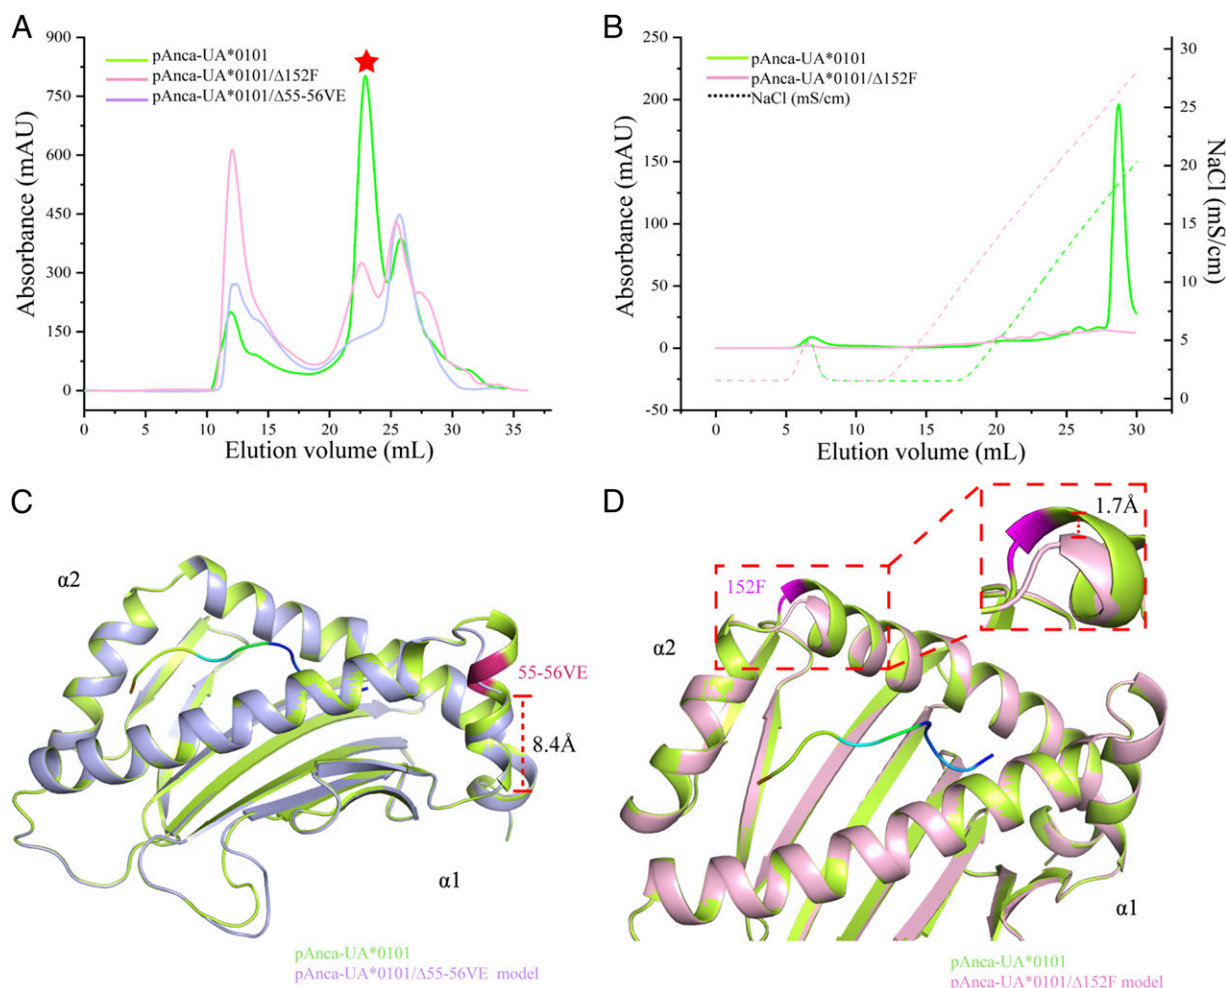 A
900
750
600
450
300
150
0
Absorbance (mAU)
pAnca-UA*0101
pAnca-UA*0101/Δ152F
pAnca-UA*0101/Δ55-56VE
0 5 10 15 20 25 30 35
Elution volume (mL)
B
250
200
150
100
50
0
-50
Absorbance (mAU)
pAnca-UA*0101
pAnca-UA*0101/Δ152F
NaCl (mS/cm)
30
25
20
15
10
5
0
NaCl (mS/cm)
0 5 10 15 20 25 30
Elution volume (mL)
C
α2
55-56VE
8.4Å
α1
pAnca-UA*0101
pAnca-UA*0101/Δ55-56VE model
D
1.7Å
152F
α2
α1
pAnca-UA*0101
pAnca-UA*0101/Δ152F model